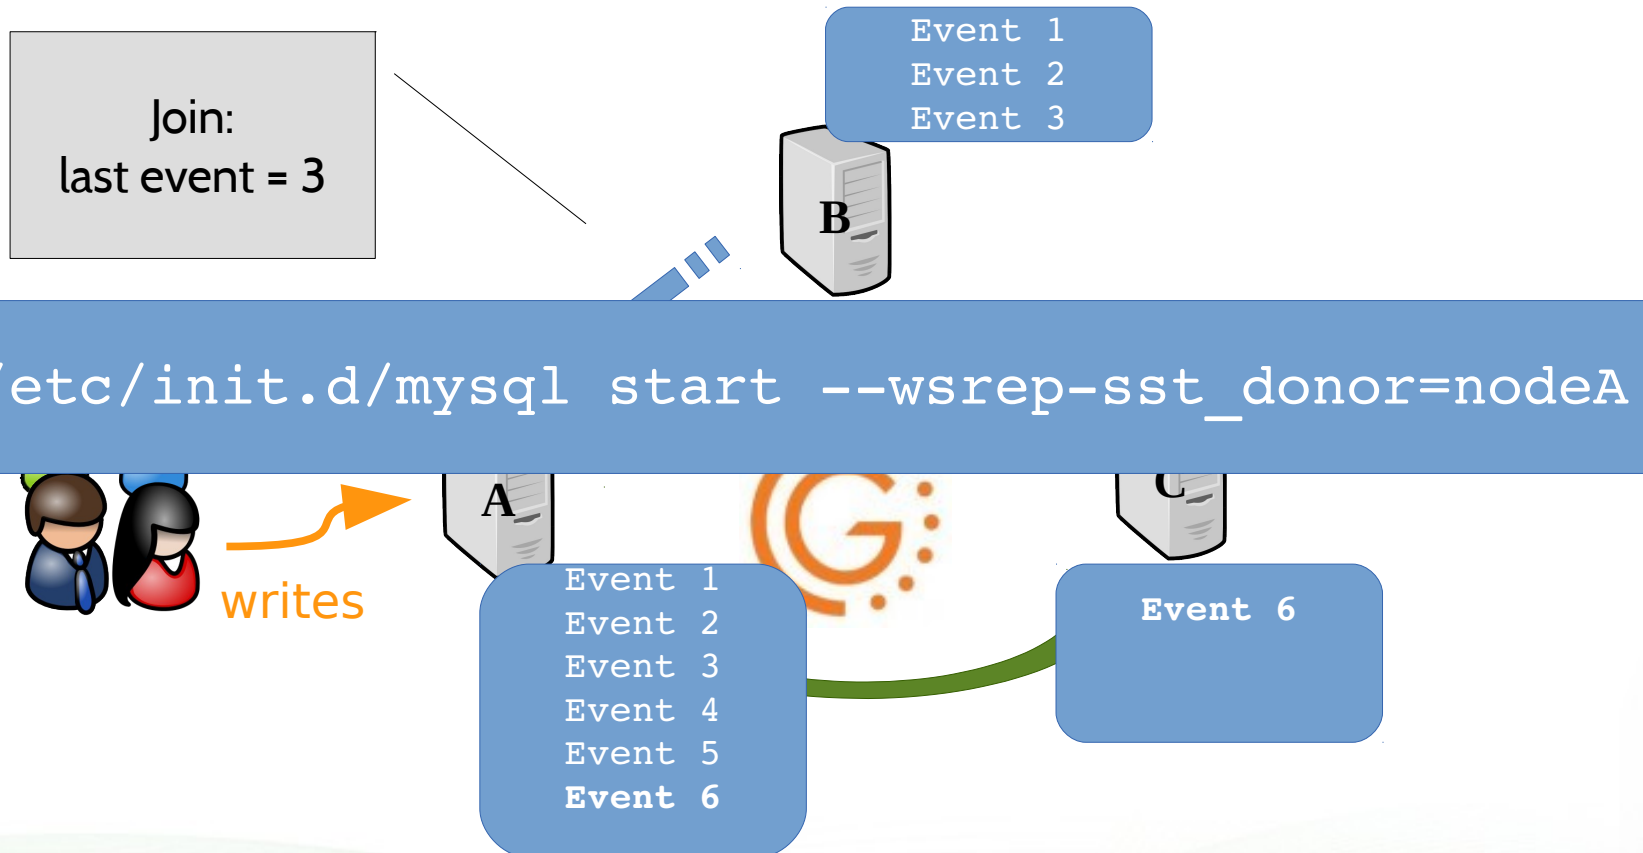 Event 1
Event 2
Event 3
Join:
last event = 3
B
/etc/init.d/mysql start --wsrep-sst_donor=nodeA
A
C
G
writes
Event 1
Event 2
Event 3
Event 4
Event 5
Event 6
Event 6